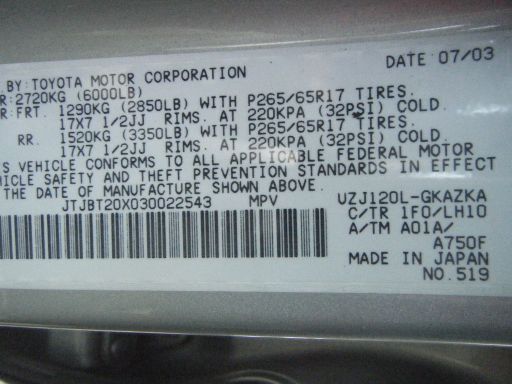 . BY: TOYOTA MOTOR CORPORATION DATE 07/03
R: 2720KG (6000LB)
R: FRT. 1290KG (2850LB) WITH P265/65R17 TIRES.
17X7 1/2JJ RIMS. AT 220KPA (32PSI) COLD.
RR. 1520KG (3350LB) WITH P265/65R17 TIRES.
17X7 1/2JJ RIMS. AT 220KPA (32PSI) COLD.
S VEHICLE CONFORMS TO ALL APPLICABLE FEDERAL MOTOR
HICLE SAFETY AND THEFT PREVENTION STANDARDS IN EFFECT
THE DATE OF MANUFACTURE SHOWN ABOVE.
JTJBT20X030022543 MPV UZJ120L-GKAZKA
C/TR 1F0/LH10
A/TM A01A/
A750F
MADE IN JAPAN
NO.519